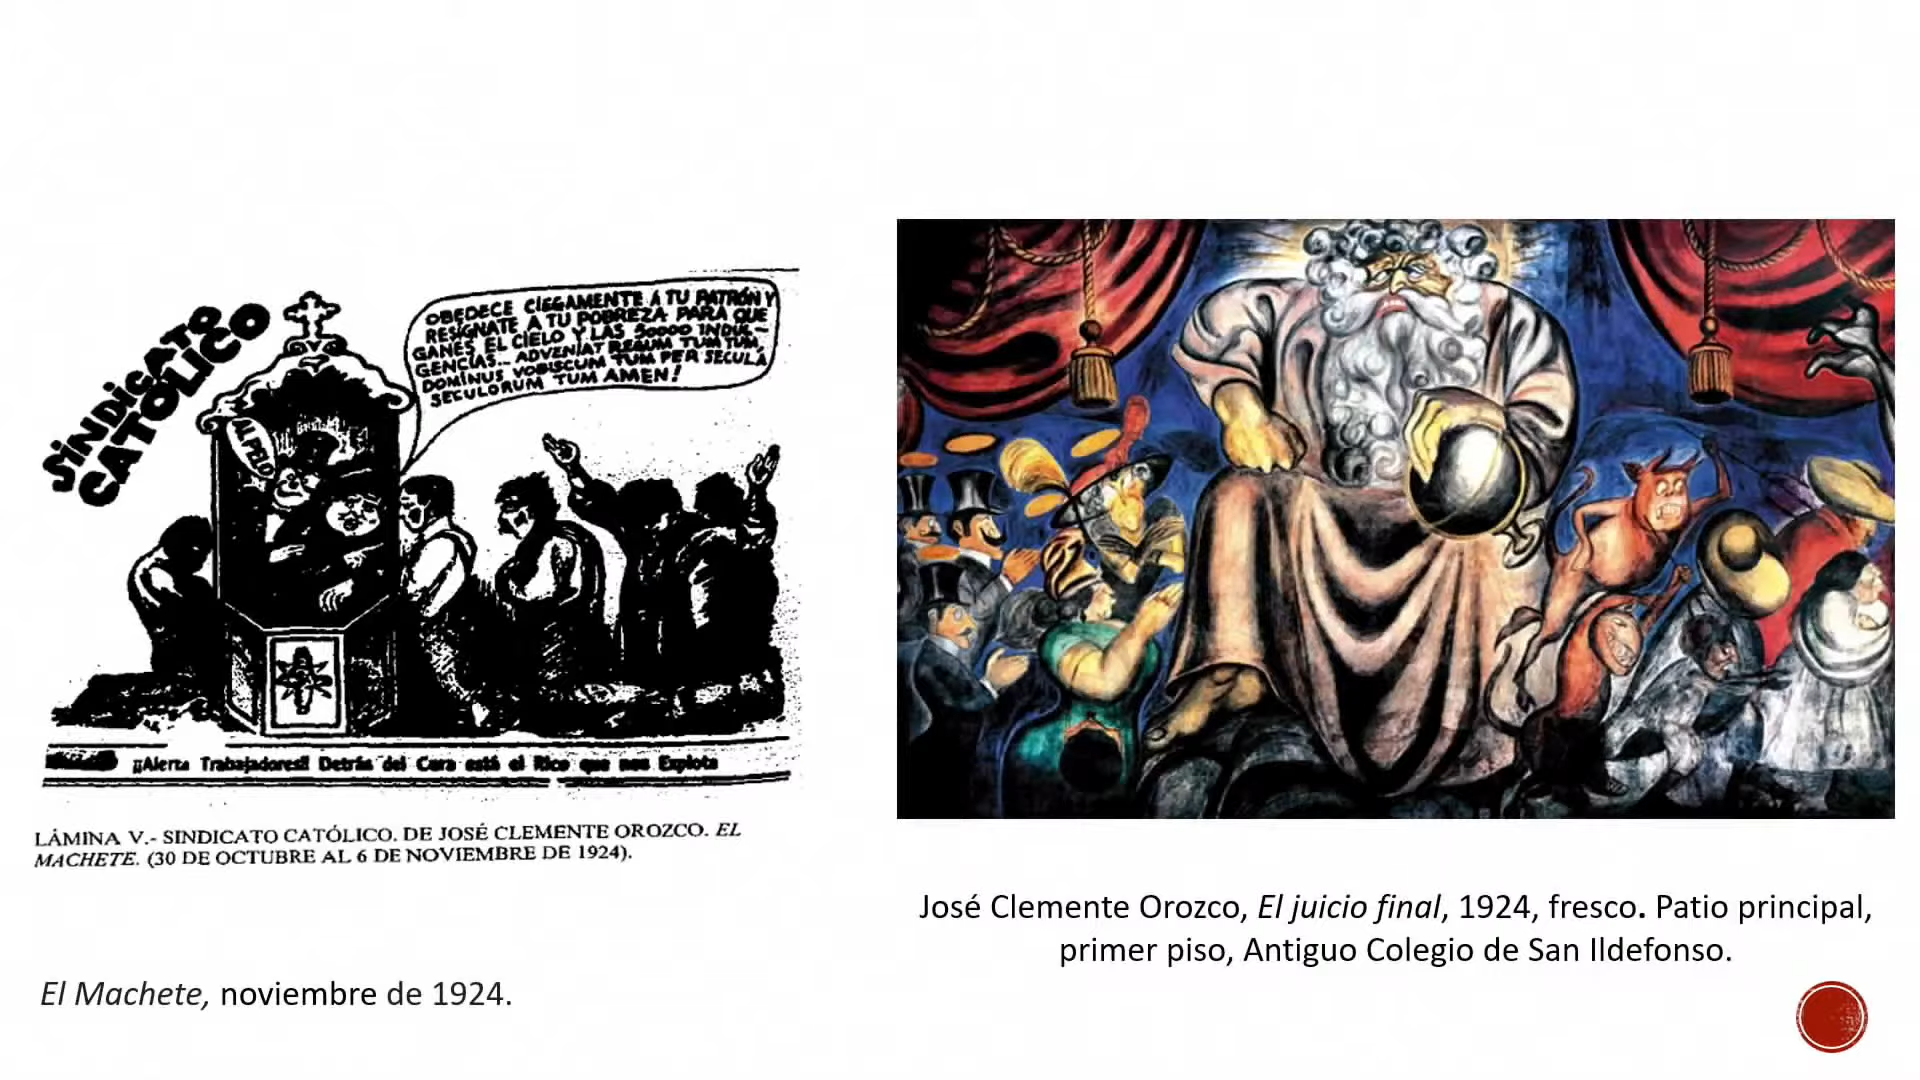 SINDICATO
CATOLICO
OBEDECE CIEGAMENTE A TU PATRÓN Y
RESÍGNATE A TU POBREZA PARA QUE
GANES EL CIELO Y LAS 50000 INDUL-
GENCIAS... ADVENIAT REGUM TUM TUM,
DOMINUS VOBISCUM TUM PER SECULA
SECULORUM TUM AMEN!
AL PELO
¡¡Alerta Trabajadores!! Detrás del Cura está el Rico que nos Explota
LÁMINA V.- SINDICATO CATÓLICO. DE JOSÉ CLEMENTE OROZCO. EL
MACHETE. (30 DE OCTUBRE AL 6 DE NOVIEMBRE DE 1924).
El Machete, noviembre de 1924.
José Clemente Orozco, El juicio final, 1924, fresco. Patio principal,
primer piso, Antiguo Colegio de San Ildefonso.